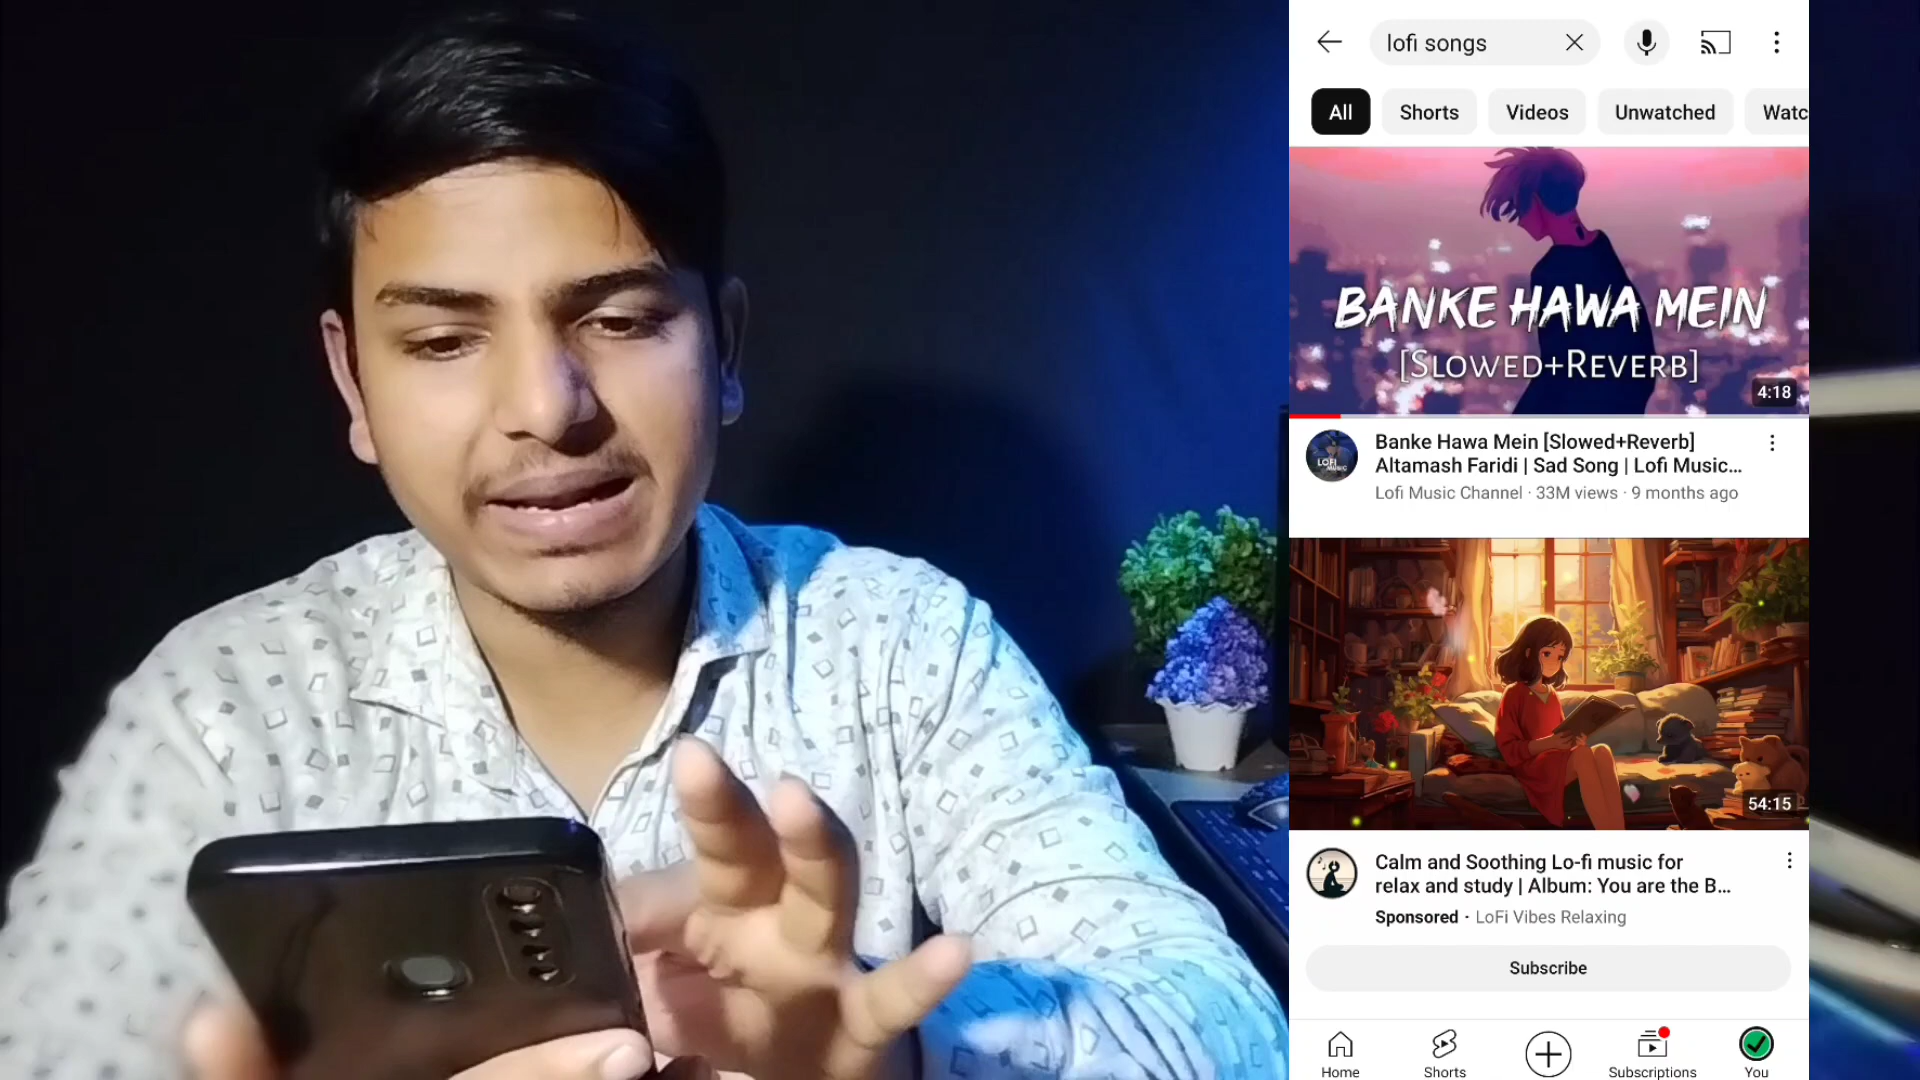 lofi songs
All
Shorts
Videos
Unwatched
Watc
BANKE HAWA MEIN
[SLOWED+REVERB]
4:18
LOFI
MUSIC
Banke Hawa Mein [Slowed+Reverb]
Altamash Faridi | Sad Song | Lofi Music...
Lofi Music Channel · 33M views · 9 months ago
54:15
Calm and Soothing Lo-fi music for
relax and study | Album: You are the B...
Sponsored · LoFi Vibes Relaxing
Subscribe
Home
Shorts
Subscriptions
You